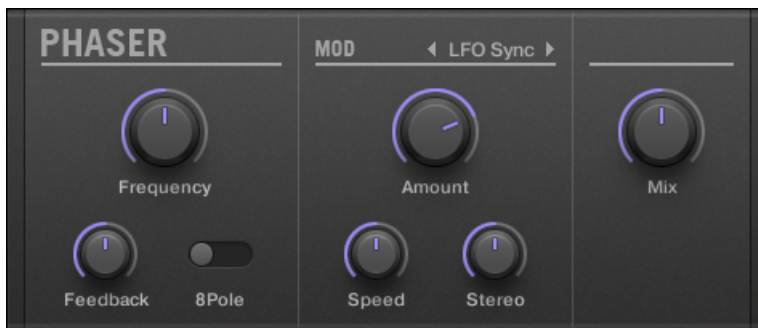 PHASER
MOD LFO Sync
Frequency
Amount
Mix
Feedback
8Pole
Speed
Stereo